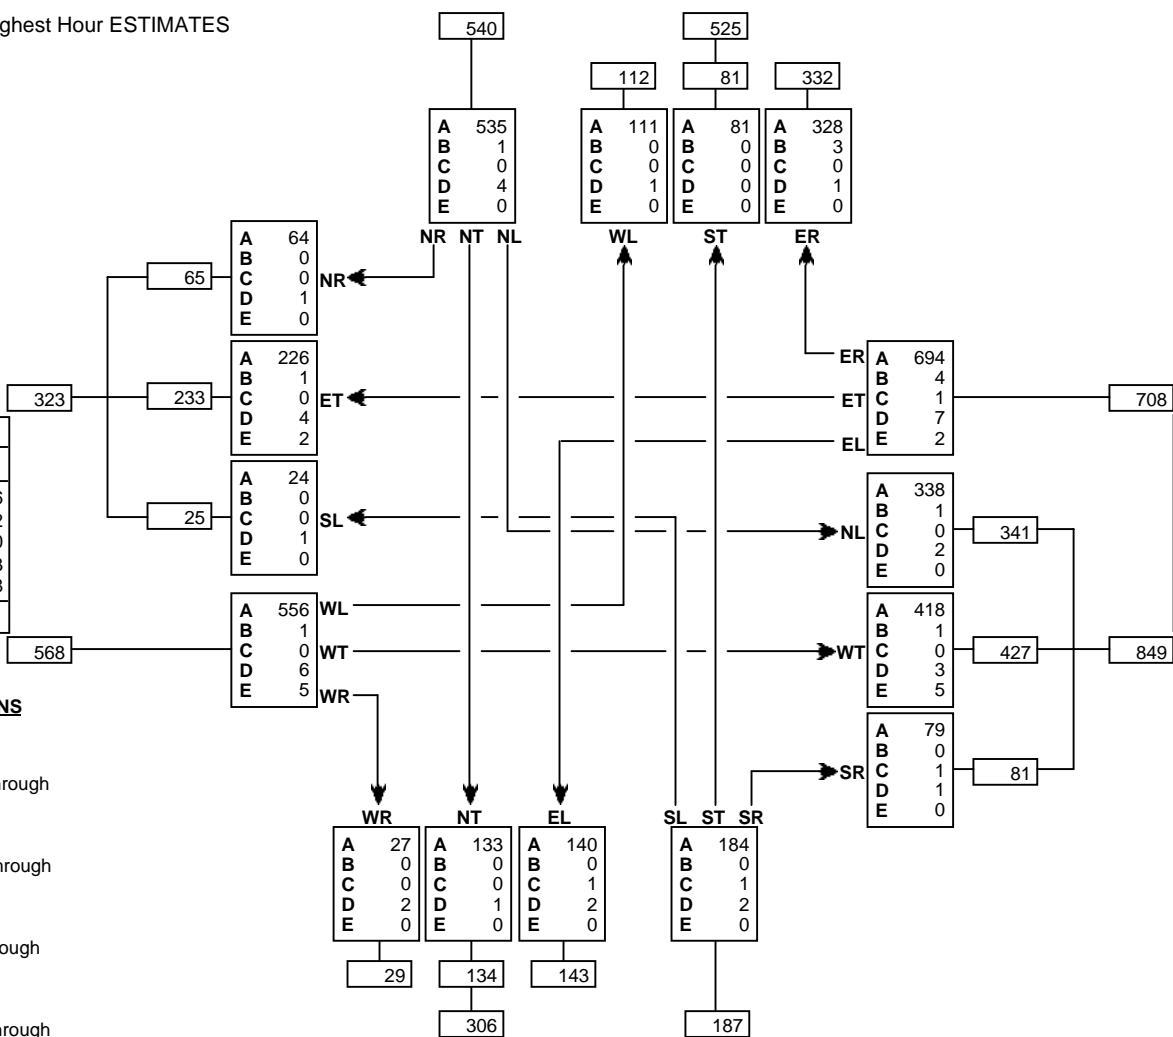 ghest Hour ESTIMATES
540
525
112
81
332
A 535
B 1
C 0
D 4
E 0
A 111
B 0
C 0
D 1
E 0
A 81
B 0
C 0
D 0
E 0
A 328
B 3
C 0
D 1
E 0
NR NT NL
WL
ST
ER
65
A 64
B 0
C 0
D 1
E 0
NR
323
233
A 226
B 1
C 0
D 4
E 2
ET
25
A 24
B 0
C 0
D 1
E 0
SL
568
A 556
B 1
C 0
D 6
E 5
WL
WT
WR
ER
ET
EL
A 694
B 4
C 1
D 7
E 2
708
NL
A 338
B 1
C 0
D 2
E 0
341
WT
A 418
B 1
C 0
D 3
E 5
427
849
SR
A 79
B 0
C 1
D 1
E 0
81
NS
rough
hrough
ough
hrough
WR
NT
EL
SL ST SR
A 27
B 0
C 0
D 2
E 0
A 133
B 0
C 0
D 1
E 0
A 140
B 0
C 1
D 2
E 0
A 184
B 0
C 1
D 2
E 0
29
134
143
306
187